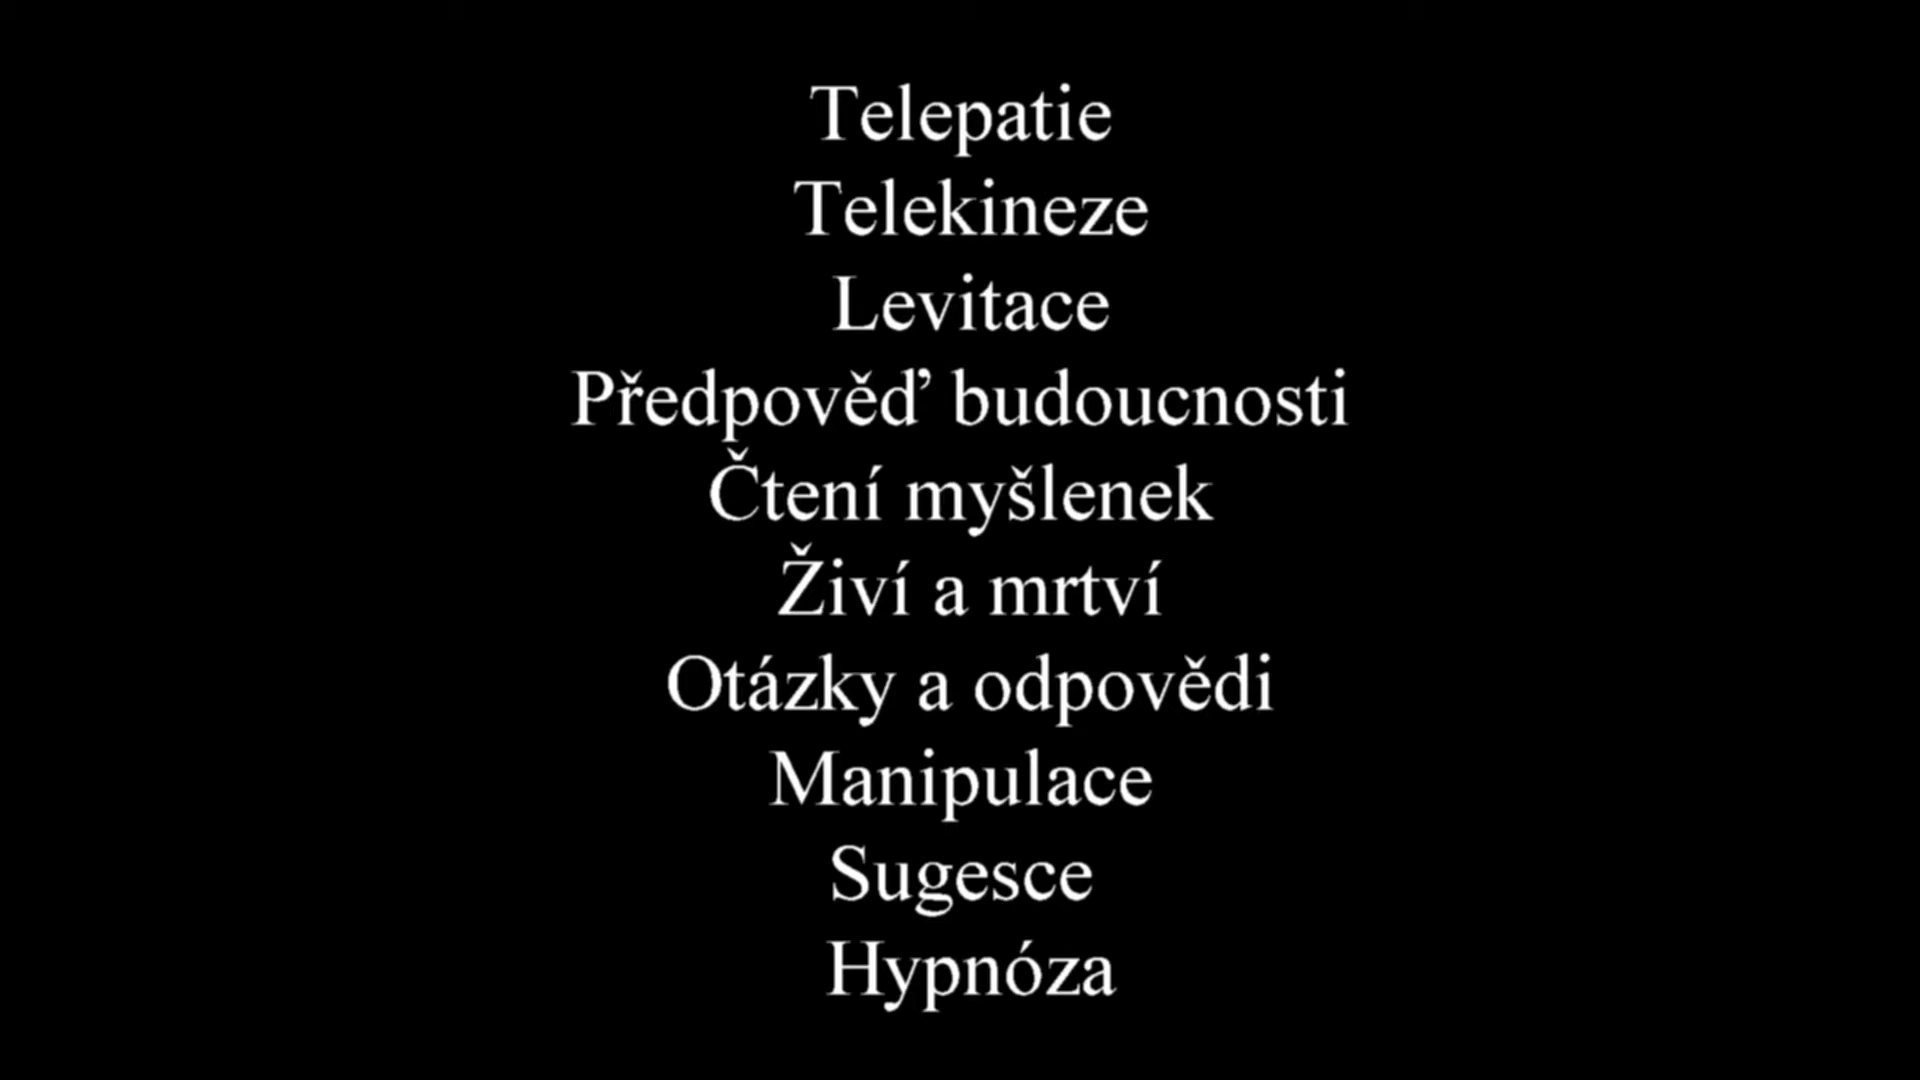 Telepatie
Telekineze
Levitace
Předpověď budoucnosti
Čtení myšlenek
Živí a mrtví
Otázky a odpovědi
Manipulace
Sugesce
Hypnóza